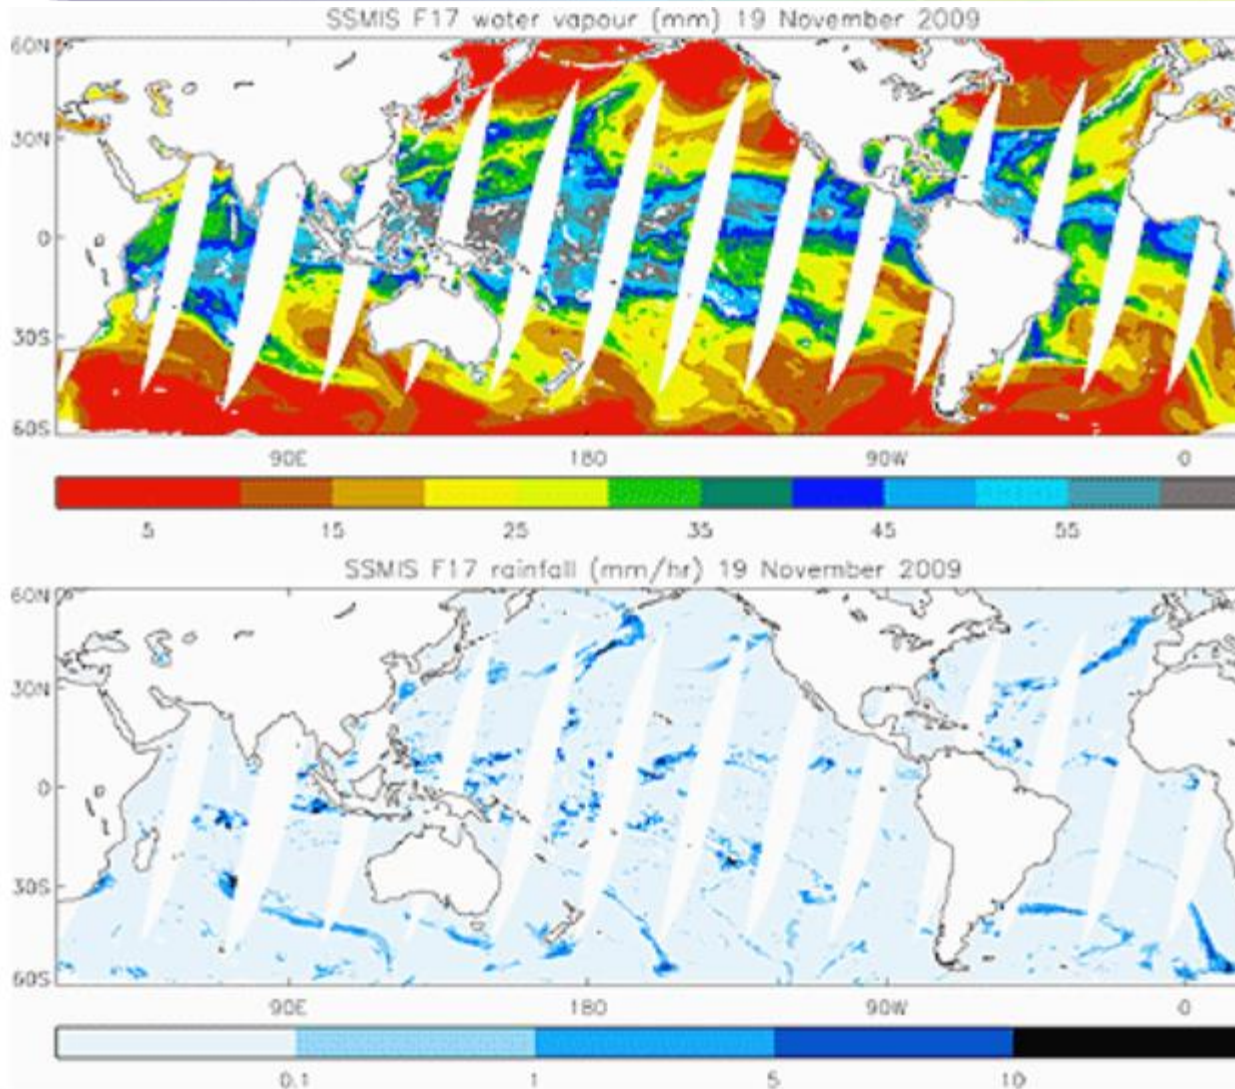 SSMIS F17 water vapour (mm) 19 November 2009
60N
30N
0
30S
60S
90E 180 90W 0
5 15 25 35 45 55
SSMIS F17 rainfall (mm/hr) 19 November 2009
60N
30N
0
30S
60S
90E 180 90W 0
0.1 1 5 10